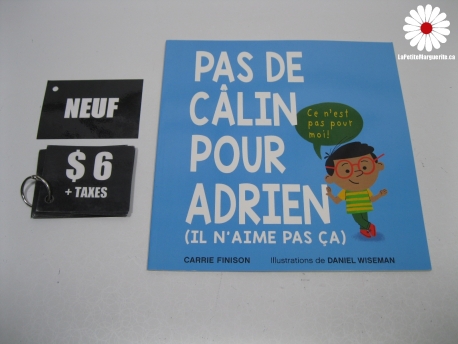 LaPetiteMarguerite.co
NEUF
$ 6
+ TAXES
PAS DE
CÂLIN
POUR
ADRIEN
(IL N'AIME PAS ÇA)
Ce n'est
pas pour
moi!
CARRIE FINISON Illustrations de DANIEL WISEMAN